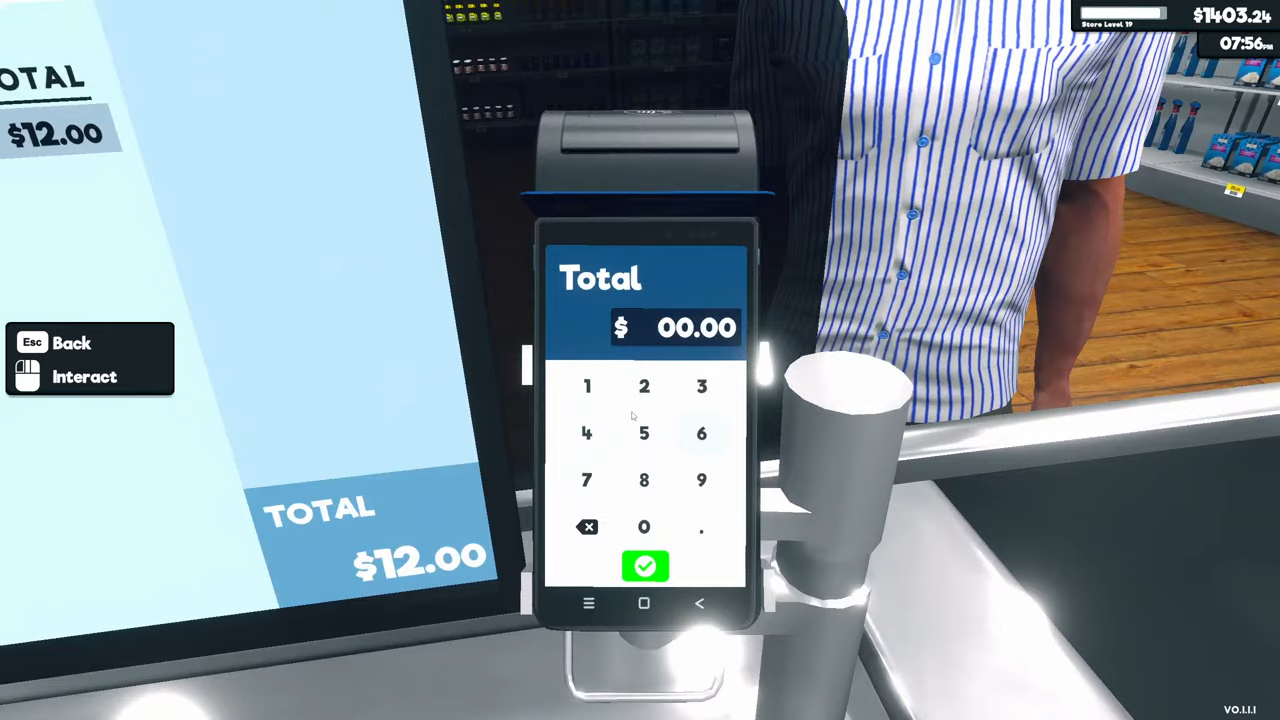 $1403.24
Store Level 19
07:56PM
OTAL
$12.00
Total
$ 00.00
Esc Back
Interact
1 2 3
4 5 6
7 8 9
0 .
TOTAL
$12.00
V0.1.1.1